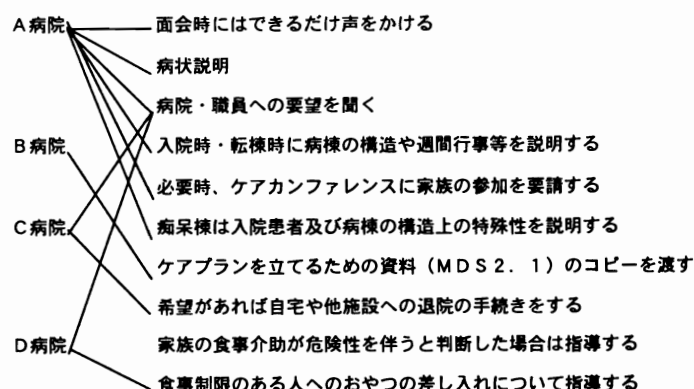 A病院 面会時にはできるだけ声をかける
病状説明
病院・職員への要望を聞く
B病院 入院時・転棟時に病棟の構造や週間行事等を説明する
必要時、ケアカンファレンスに家族の参加を要請する
C病院 痴呆棟は入院患者及び病棟の構造上の特殊性を説明する
ケアプランを立てるための資料（MDS2．1）のコピーを渡す
希望があれば自宅や他施設への退院の手続きをする
D病院 家族の食事介助が危険性を伴うと判断した場合は指導する
食事制限のある人へのおやつの差し入れについて指導する